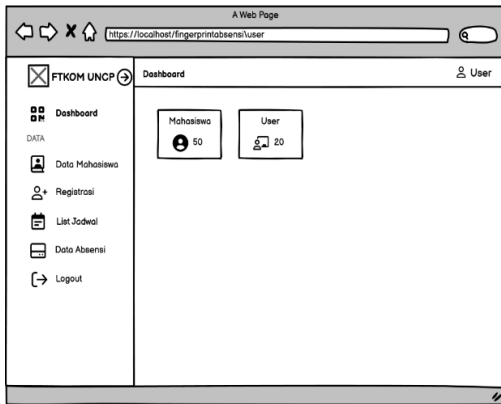 A Web Page
https://localhost/fingerprintabsensi\user
FTKOM UNCP
Dashboard
User
Dashboard
DATA
Data Mahasiswa
Registrasi
List Jadwal
Data Absensi
Logout
Mahasiswa
50
User
20